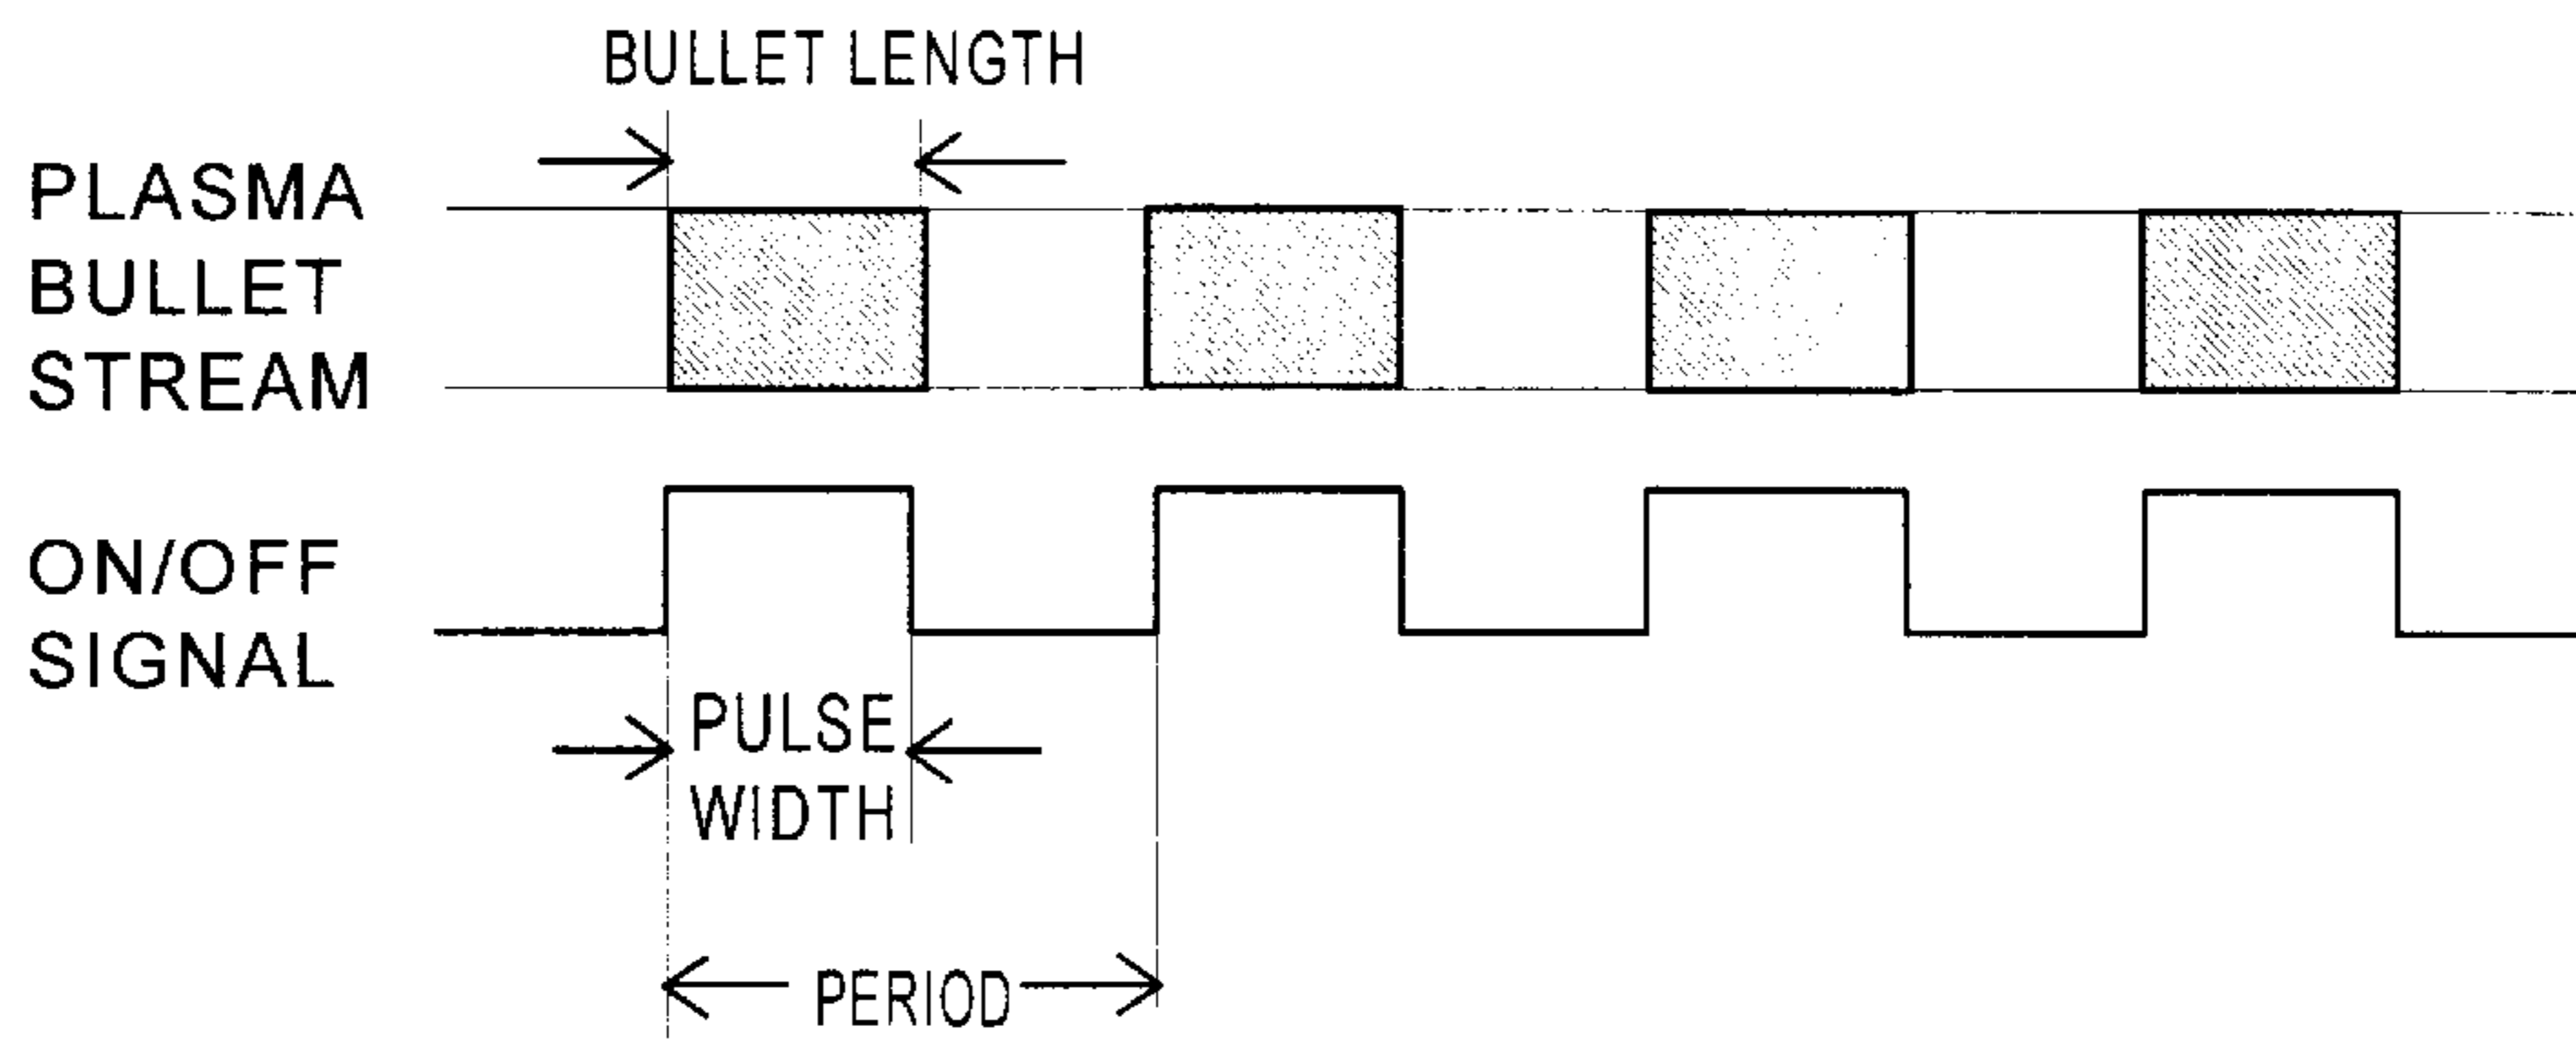 BULLET LENGTH
PLASMA
BULLET
STREAM
ON/OFF
SIGNAL
PULSE
WIDTH
PERIOD